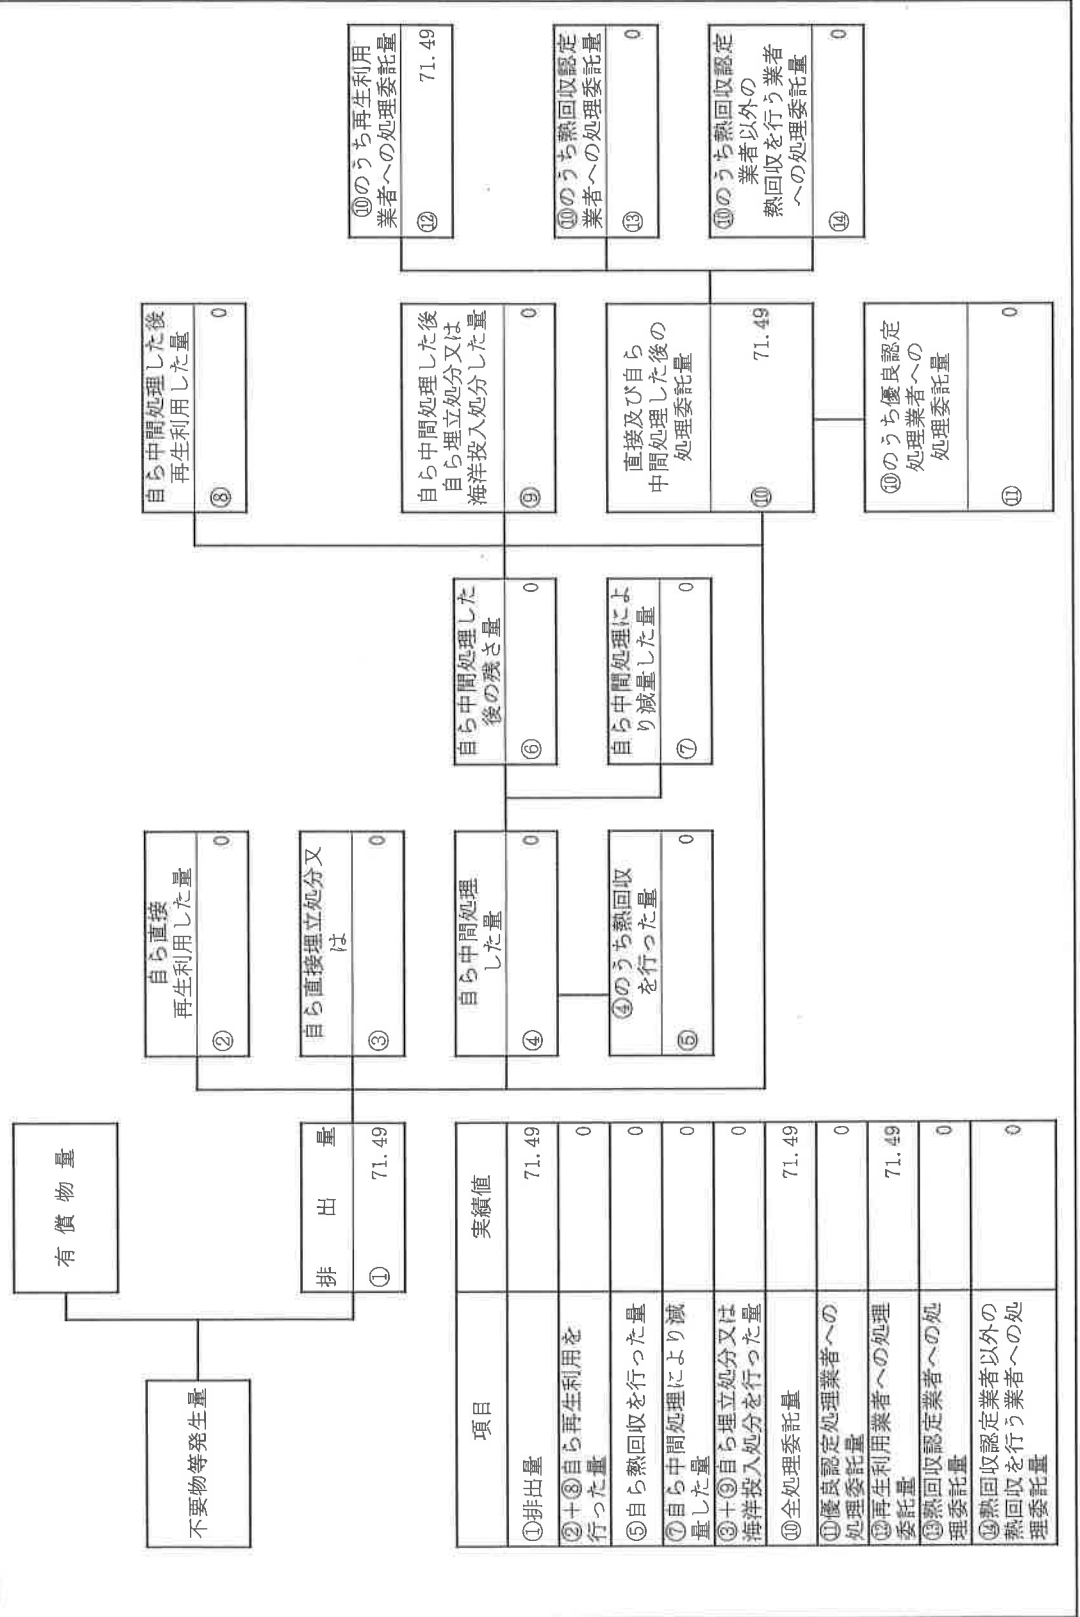 不要物等発生量
有償物量
排出量
① 71.49
自ら直接
再生利用した量
② 0
自ら直接埋立処分又
は
③ 0
自ら中間処理
した量
④ 0
④のうち熱回収
を行った量
⑤ 0
自ら中間処理した
後の残さ量
⑥ 0
自ら中間処理によ
り減量した量
⑦ 0
自ら中間処理した後
再生利用した量
⑧ 0
自ら中間処理した後
自ら埋立処分又は
海洋投入処分した量
⑨ 0
直接及び自ら
中間処理した後の
処理委託量
⑩ 71.49
⑩のうち優良認定
処理業者への
処理委託量
⑪ 0
⑩のうち再生利用
業者への処理委託量
⑫ 71.49
⑩のうち熱回収認定
業者への処理委託量
⑬ 0
⑩のうち熱回収認定
業者以外の
熱回収を行う業者
への処理委託量
⑭ 0
項目 実績値
①排出量 71.49
②+⑧自ら再生利用を
行った量 0
⑤自ら熱回収を行った量 0
⑦自ら中間処理により減
量した量 0
③+⑨自ら埋立処分又は
海洋投入処分を行った量 0
⑩全処理委託量 71.49
⑪優良認定処理業者への
処理委託量 0
⑫再生利用業者への処理
委託量 71.49
⑬熱回収認定業者への処
理委託量 0
⑭熱回収認定業者以外の
熱回収を行う業者への処
理委託量 0